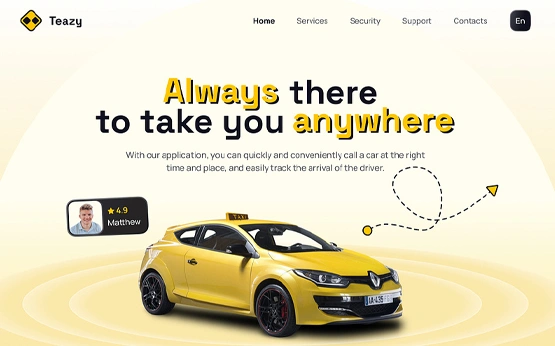 Teazy
Home Services Security Support Contacts En
Always there
to take you anywhere
With our application, you can quickly and conveniently call a car at the right
time and place, and easily track the arrival of the driver.
4.9
Matthew
TAXI